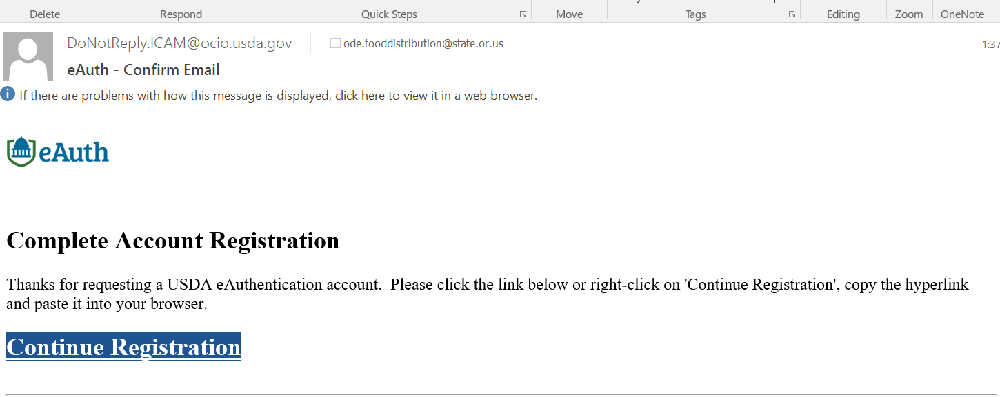 Delete Respond Quick Steps Move Tags Editing Zoom OneNote
DoNotReply.ICAM@ocio.usda.gov ode.fooddistribution@state.or.us 1:37
eAuth - Confirm Email
If there are problems with how this message is displayed, click here to view it in a web browser.
eAuth
Complete Account Registration
Thanks for requesting a USDA eAuthentication account.  Please click the link below or right-click on 'Continue Registration', copy the hyperlink
and paste it into your browser.
Continue Registration